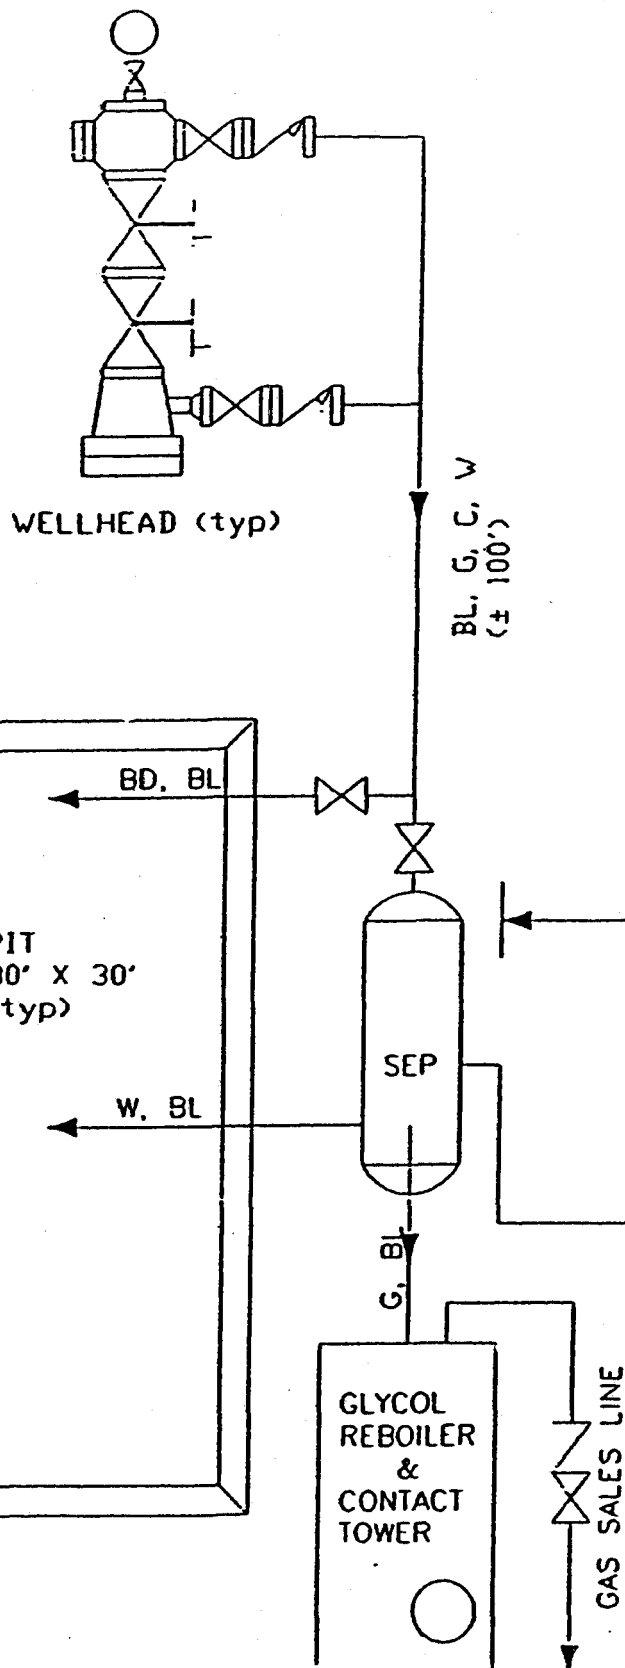 WELLHEAD (typ)
BL, G, C, W
(± 100')
BD, BL
PIT
30' X 30'
typ)
SEP
W, BL
G, BL
GLYCOL
REBOILER
&
CONTACT
TOWER
GAS SALES LINE